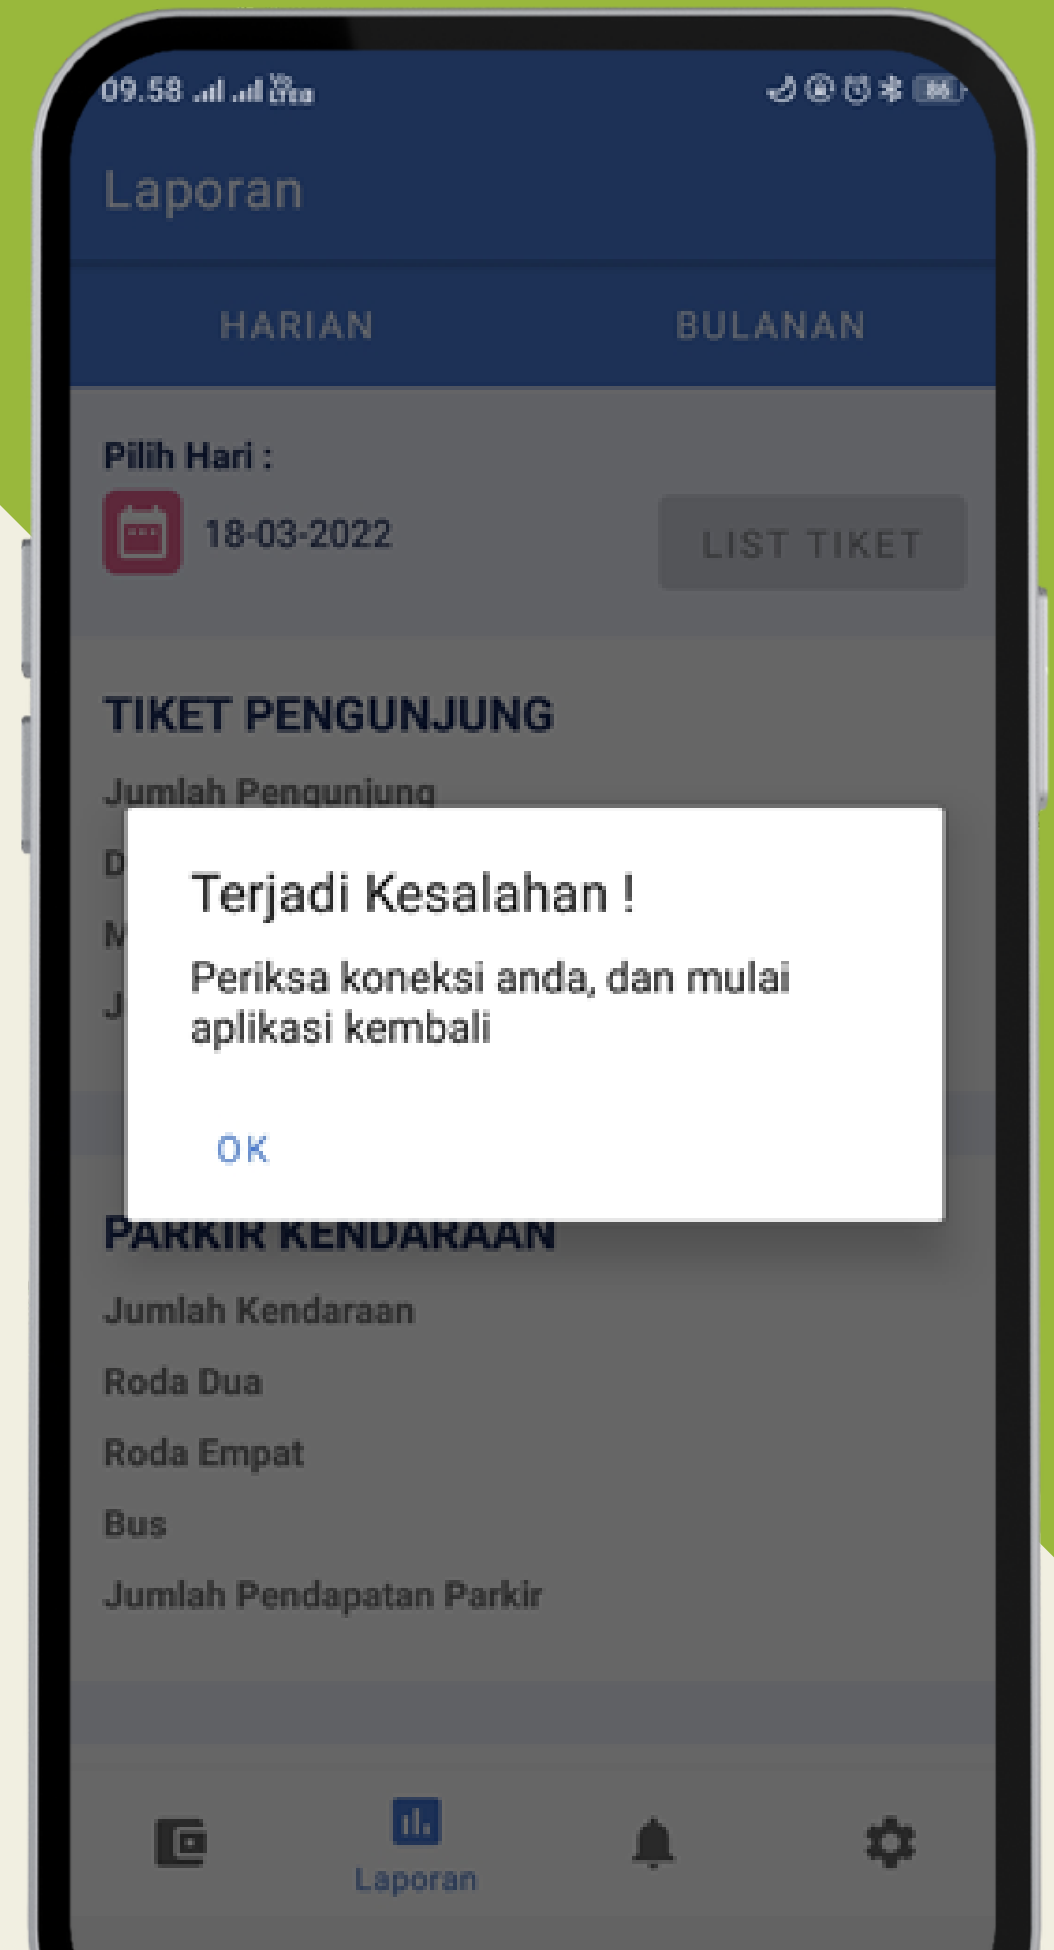 09.58
86
Laporan
HARIAN
BULANAN
Pilih Hari :
18-03-2022
LIST TIKET
TIKET PENGUNJUNG
Jumlah Pengunjung
Terjadi Kesalahan !
Periksa koneksi anda, dan mulai
aplikasi kembali
OK
PARKIR KENDARAAN
Jumlah Kendaraan
Roda Dua
Roda Empat
Bus
Jumlah Pendapatan Parkir
Laporan